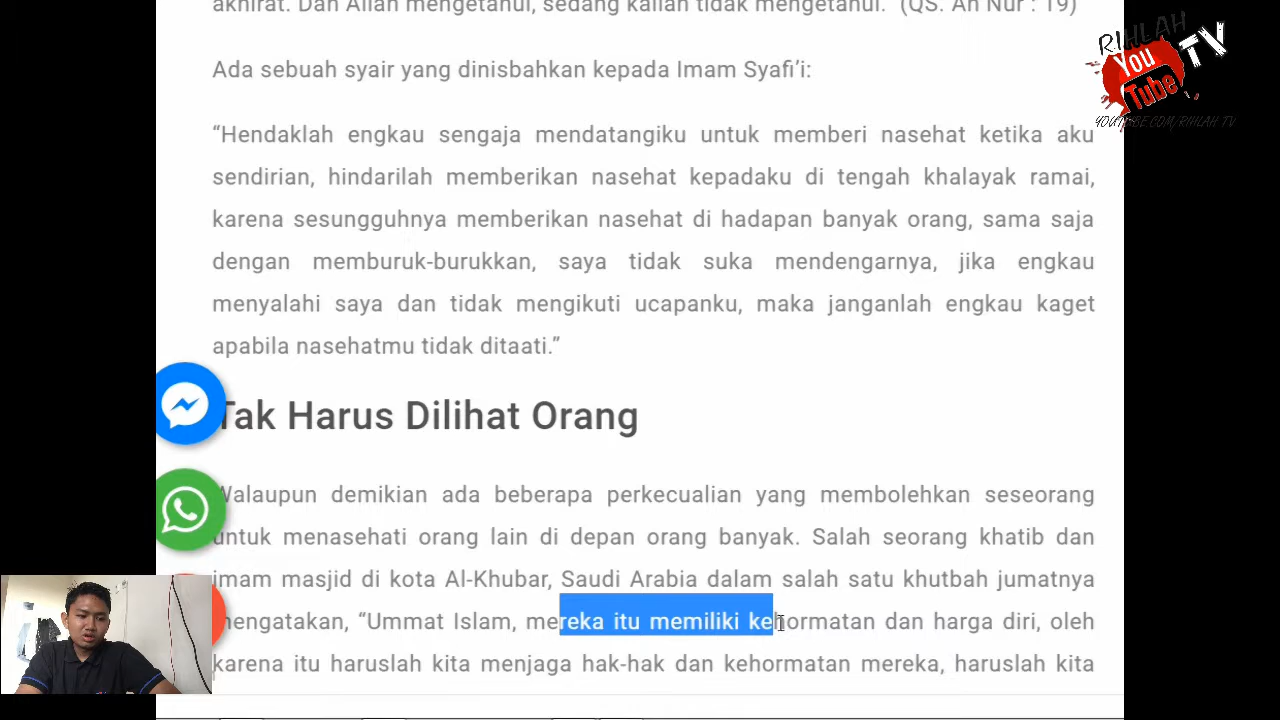 akhirat. Dan Allah mengetahui, sedang kalian tidak mengetahui." (QS. An Nur : 19)
Ada sebuah syair yang dinisbahkan kepada Imam Syafi’i:
“Hendaklah engkau sengaja mendatangiku untuk memberi nasehat ketika aku
sendirian, hindarilah memberikan nasehat kepadaku di tengah khalayak ramai,
karena sesungguhnya memberikan nasehat di hadapan banyak orang, sama saja
dengan memburuk-burukkan, saya tidak suka mendengarnya, jika engkau
menyalahi saya dan tidak mengikuti ucapanku, maka janganlah engkau kaget
apabila nasehatmu tidak ditaati.”
Tak Harus Dilihat Orang
Walaupun demikian ada beberapa perkecualian yang membolehkan seseorang
untuk menasehati orang lain di depan orang banyak. Salah seorang khatib dan
imam masjid di kota Al-Khubar, Saudi Arabia dalam salah satu khutbah jumatnya
mengatakan, “Ummat Islam, mereka itu memiliki kehormatan dan harga diri, oleh
karena itu haruslah kita menjaga hak-hak dan kehormatan mereka, haruslah kita
RIHLAH
You
Tube
TV
YOUTUBE.COM/RIHLAH TV